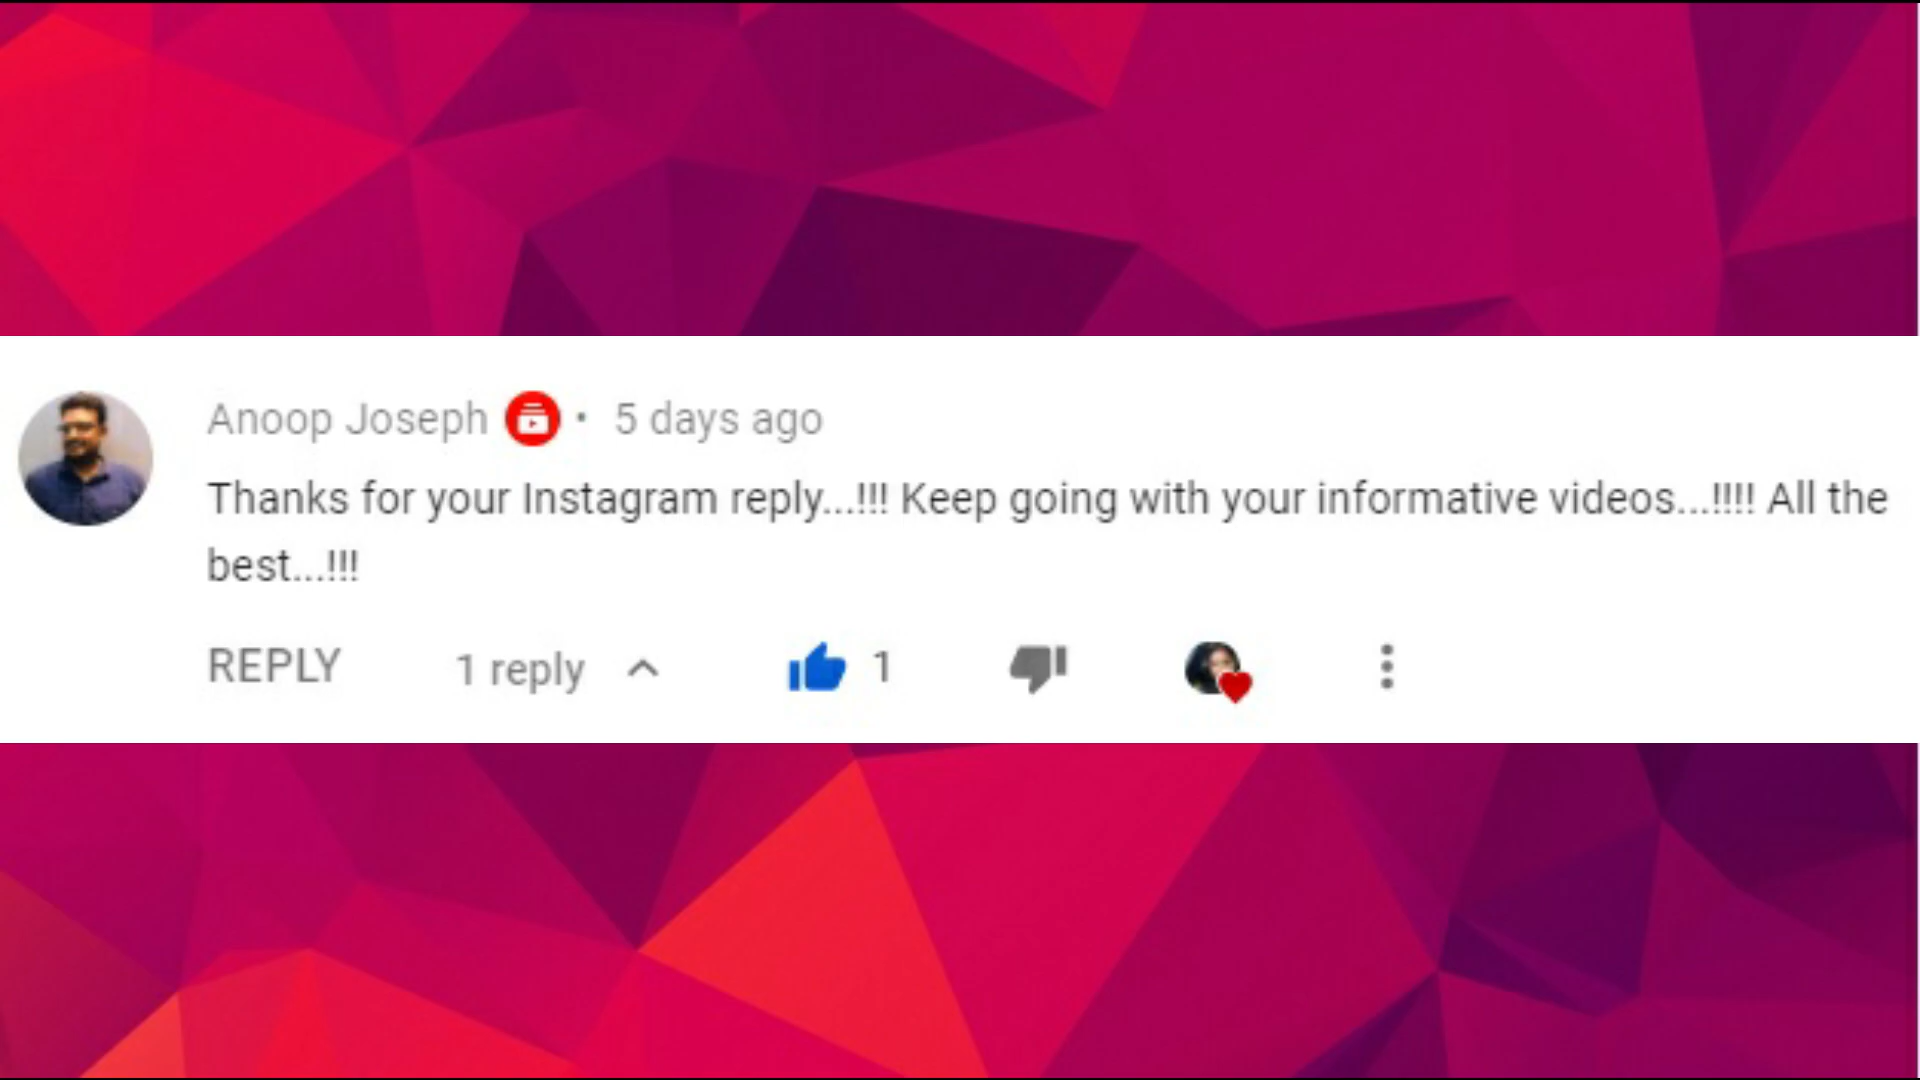 Anoop Joseph • 5 days ago
Thanks for your Instagram reply...!!! Keep going with your informative videos...!!!! All the
best...!!!
REPLY 1 reply 1